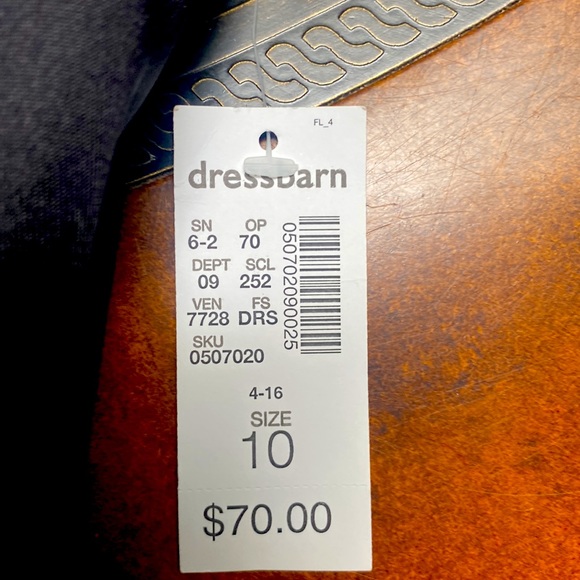 FL_4
dressbarn
SN OP
6-2 70
DEPT SCL
09 252
VEN FS
7728 DRS
SKU
0507020
050702090025
4-16
SIZE
10
$70.00